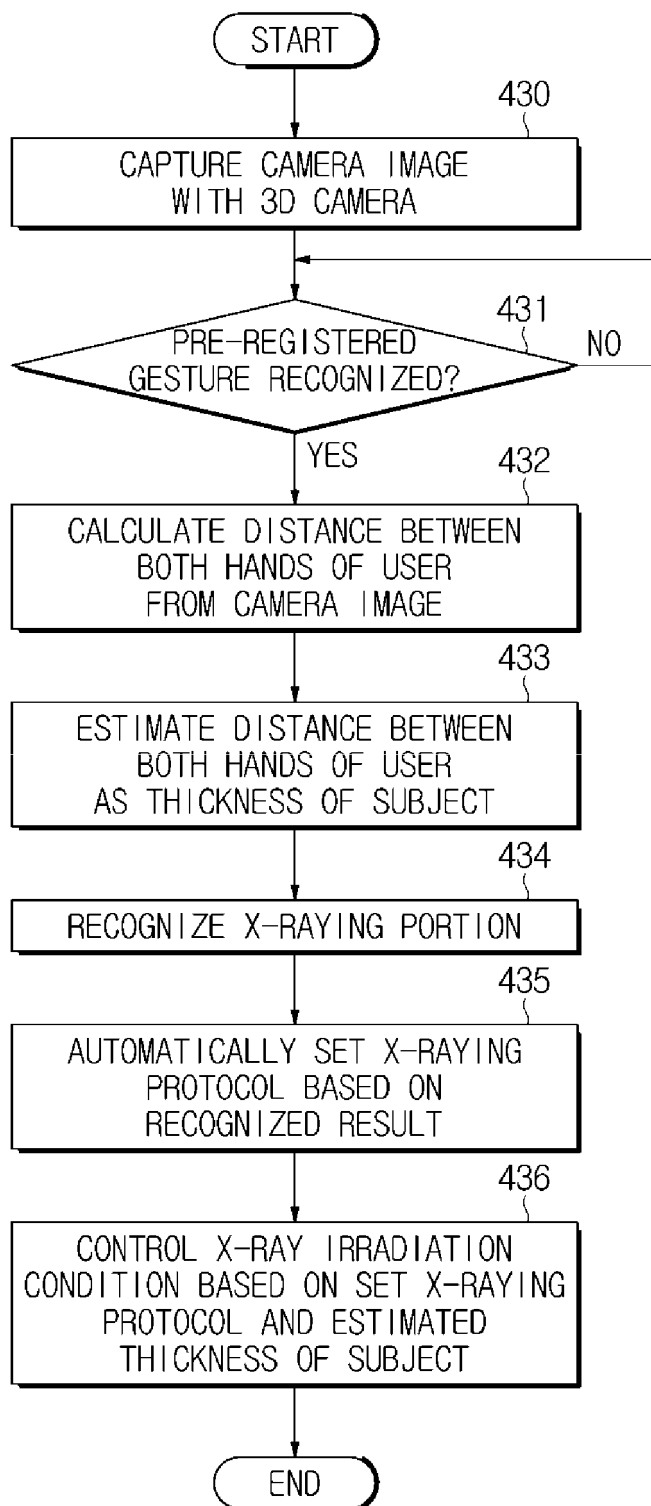 START
430
CAPTURE CAMERA IMAGE
WITH 3D CAMERA
431
PRE-REGISTERED
GESTURE RECOGNIZED?
NO
YES
432
CALCULATE DISTANCE BETWEEN
BOTH HANDS OF USER
FROM CAMERA IMAGE
433
ESTIMATE DISTANCE BETWEEN
BOTH HANDS OF USER
AS THICKNESS OF SUBJECT
434
RECOGNIZE X-RAYING PORTION
435
AUTOMATICALLY SET X-RAYING
PROTOCOL BASED ON
RECOGNIZED RESULT
436
CONTROL X-RAY IRRADIATION
CONDITION BASED ON SET X-RAYING
PROTOCOL AND ESTIMATED
THICKNESS OF SUBJECT
END